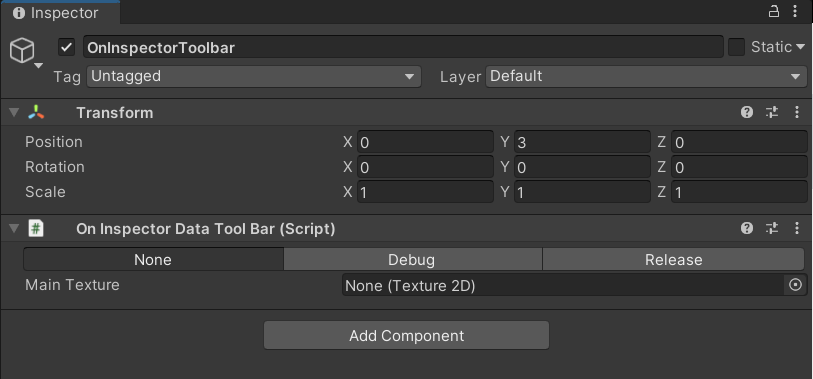 Inspector
OnInspectorToolbar Static
Tag Untagged Layer Default
Transform
Position X 0 Y 3 Z 0
Rotation X 0 Y 0 Z 0
Scale X 1 Y 1 Z 1
# On Inspector Data Tool Bar (Script)
None Debug Release
Main Texture None (Texture 2D)
Add Component